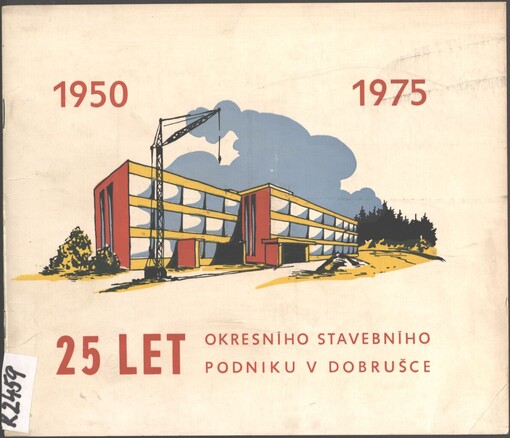 1950 1975
25 LET OKRESNÍHO STAVEBNÍHO
PODNIKU V DOBRUŠCE
K2459